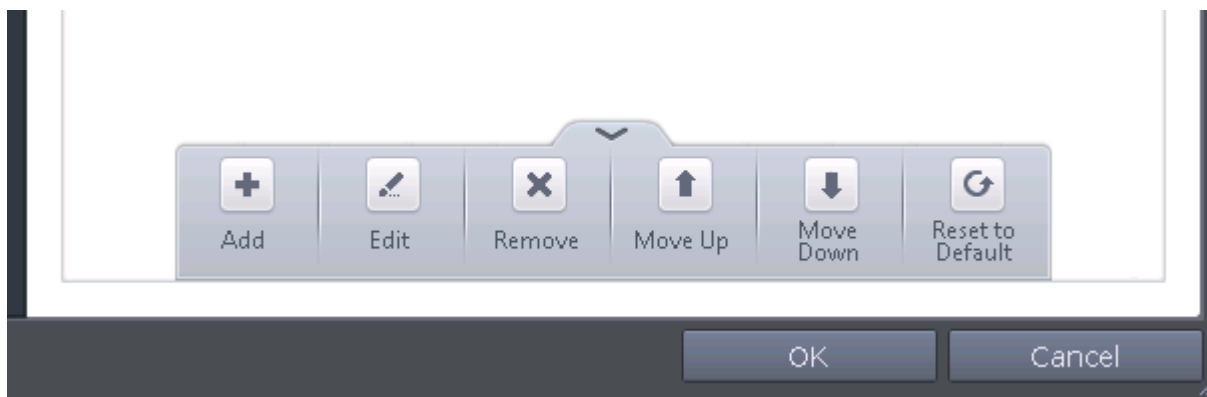 Add
Edit
Remove
Move Up
Move
Down
Reset to
Default
OK
Cancel